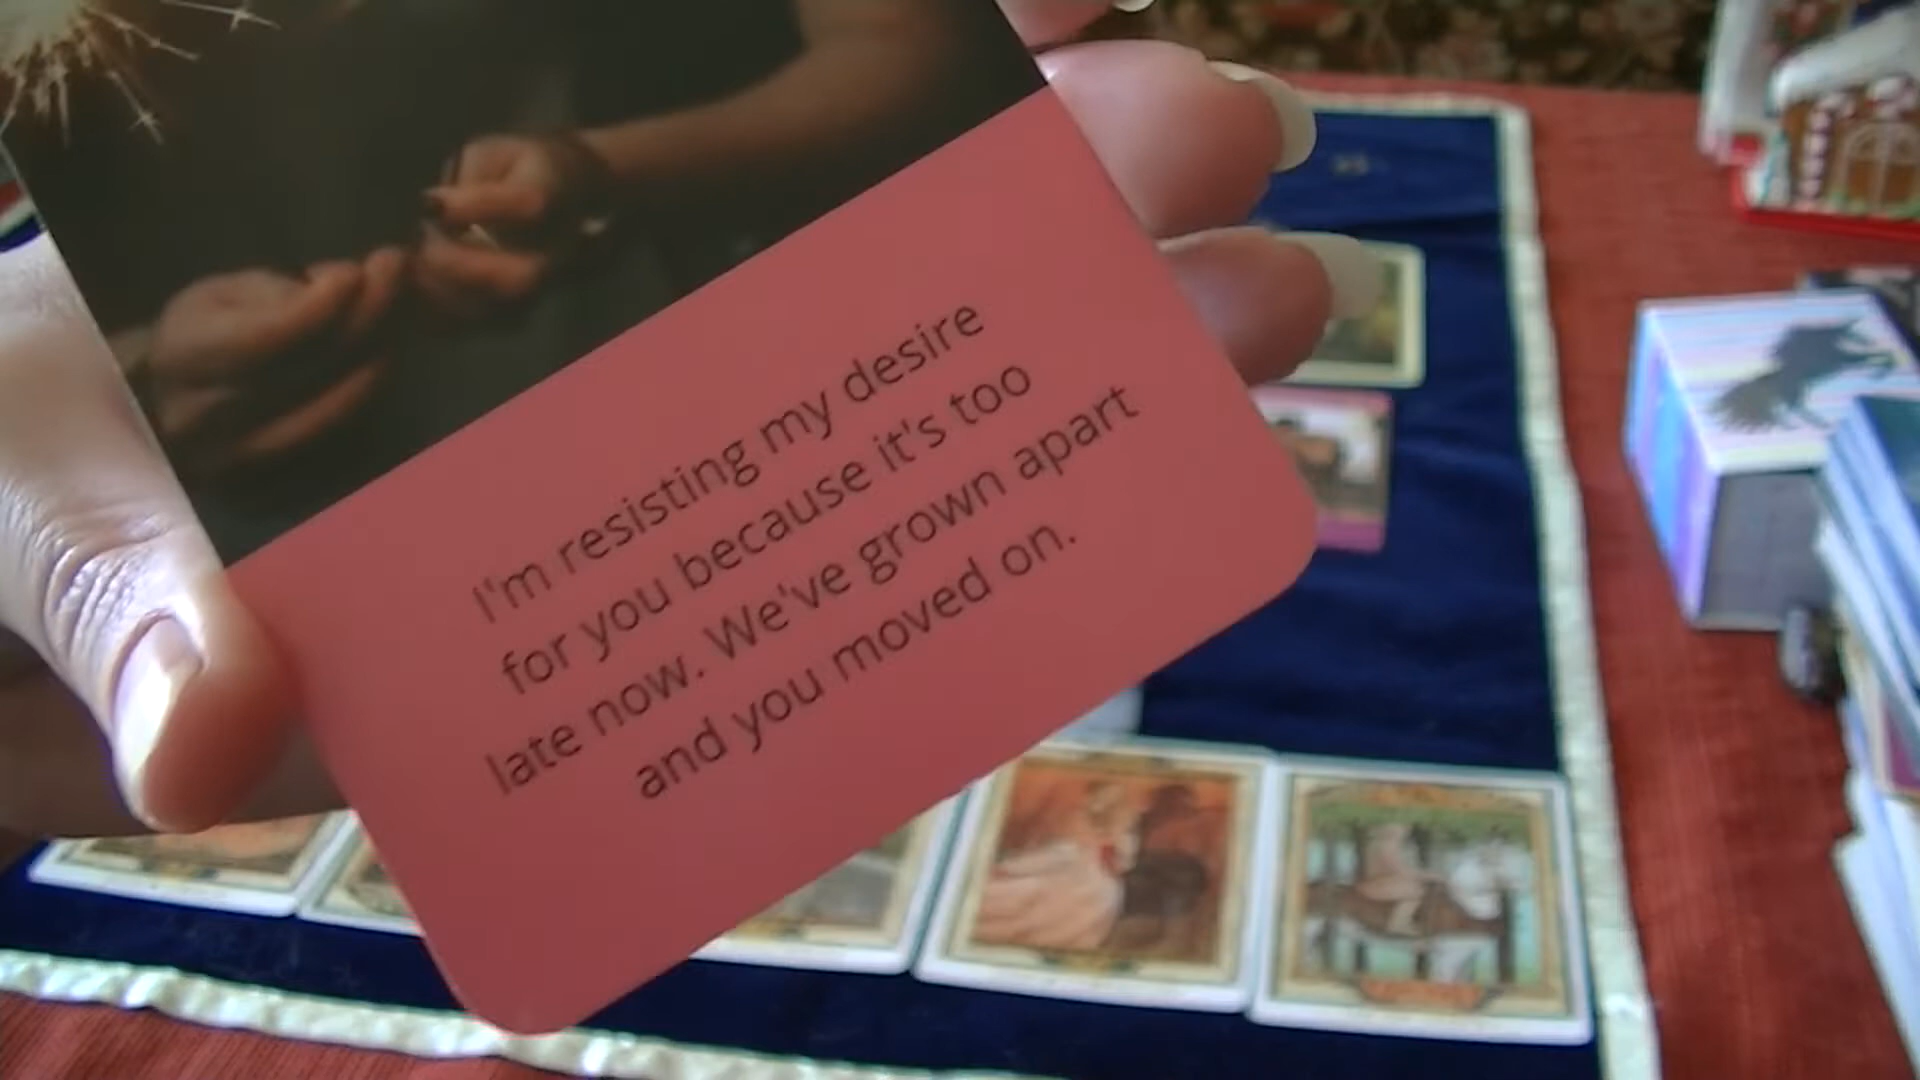 I'm resisting my desire
for you because it's too
late now. We've grown apart
and you moved on.